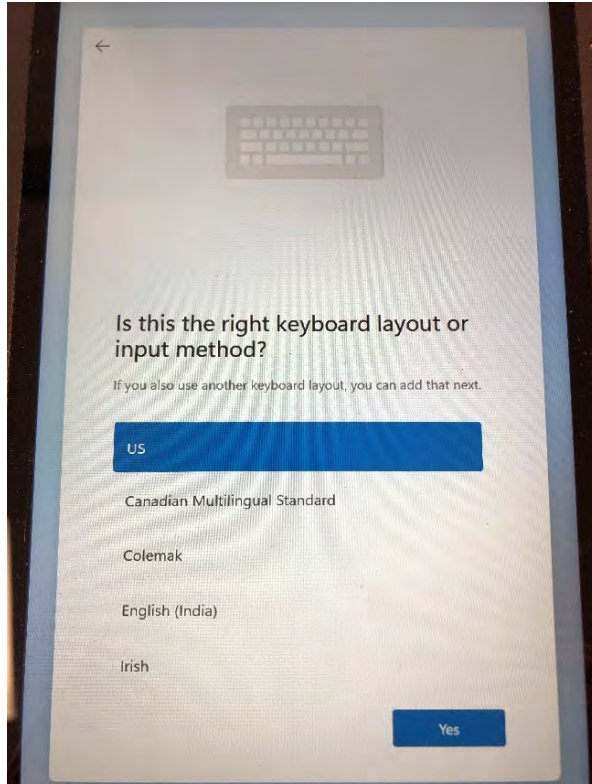 Is this the right keyboard layout or
input method?
If you also use another keyboard layout, you can add that next.
US
Canadian Multilingual Standard
Colemak
English (India)
Irish
Yes